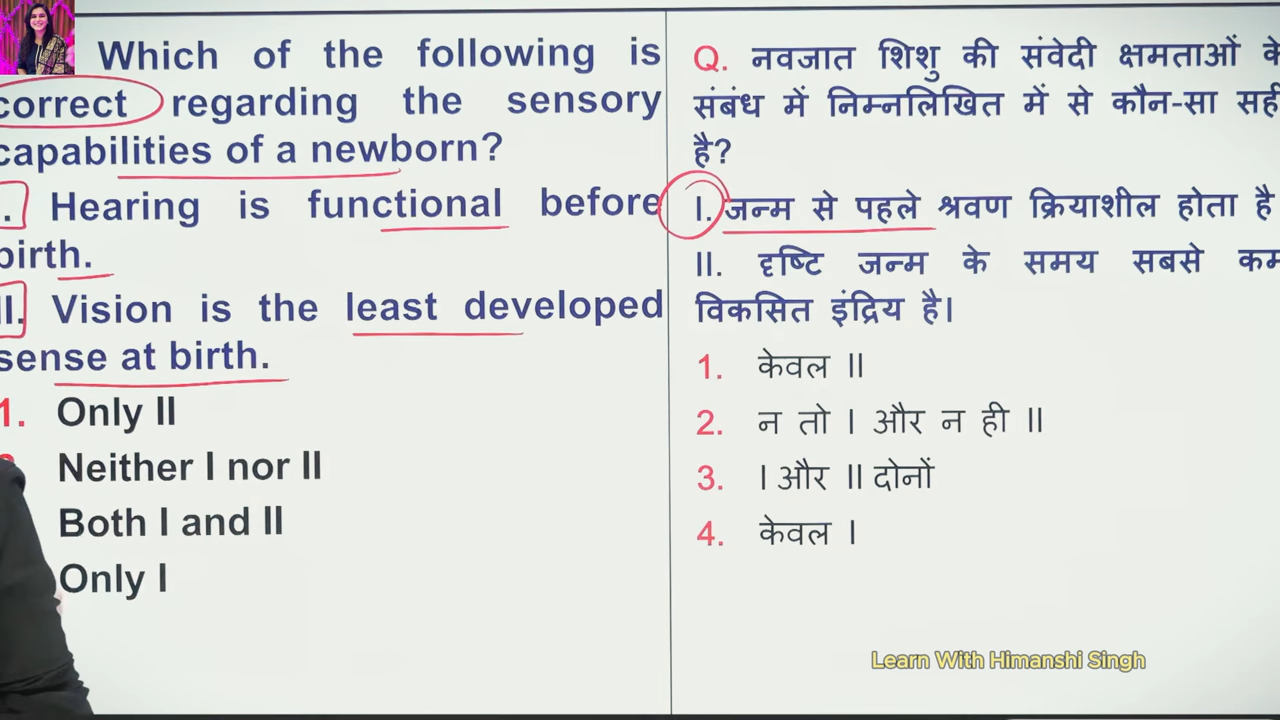 Which of the following is
correct regarding the sensory
capabilities of a newborn?
I. Hearing is functional before
birth.
II. Vision is the least developed
sense at birth.
1. Only II
Neither I nor II
Both I and II
Only I
Q. नवजात शिशु की संवेदी क्षमताओं के
संबंध में निम्नलिखित में से कौन-सा सही
है?
I. जन्म से पहले श्रवण क्रियाशील होता है
II. दृष्टि जन्म के समय सबसे कम
विकसित इंद्रिय है।
1. केवल II
2. न तो I और न ही II
3. I और II दोनों
4. केवल I
Learn With Himanshi Singh